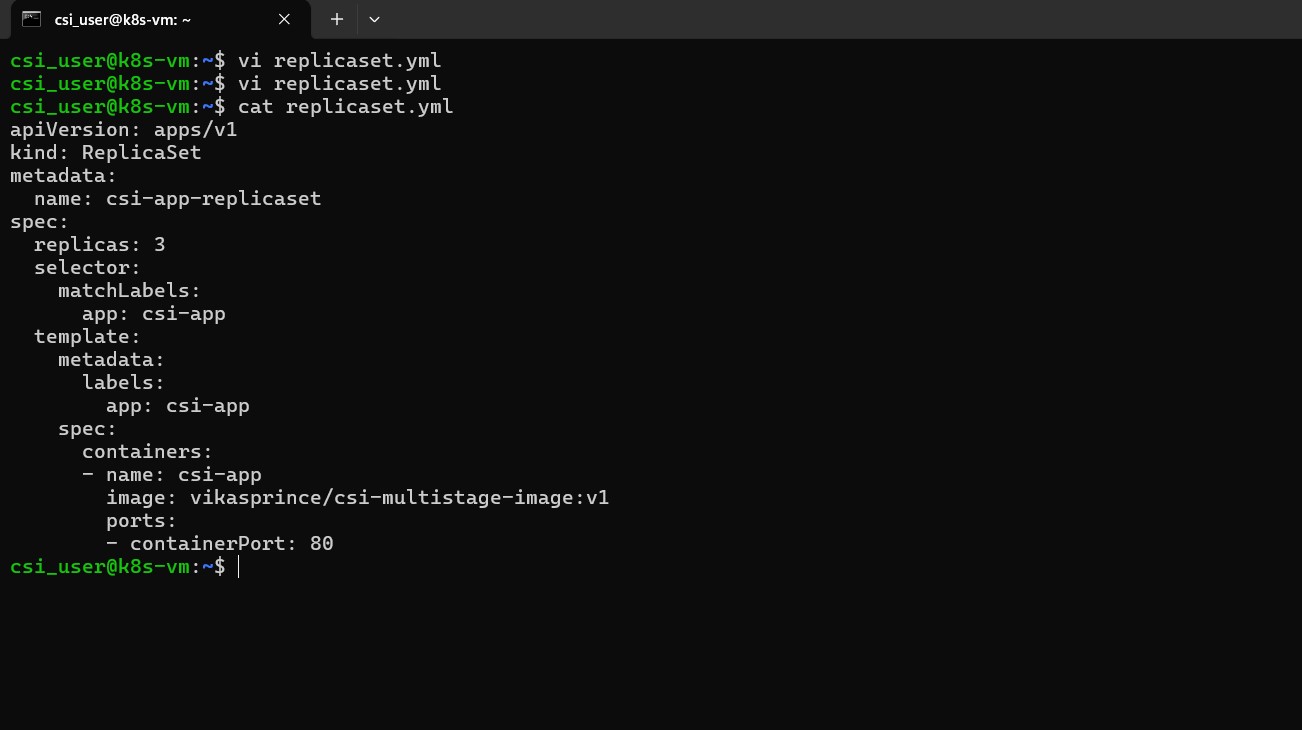 csi_user@k8s-vm: ~
csi_user@k8s-vm:~$ vi replicaset.yml
csi_user@k8s-vm:~$ vi replicaset.yml
csi_user@k8s-vm:~$ cat replicaset.yml
apiVersion: apps/v1
kind: ReplicaSet
metadata:
  name: csi-app-replicaset
spec:
  replicas: 3
  selector:
    matchLabels:
      app: csi-app
  template:
    metadata:
      labels:
        app: csi-app
    spec:
      containers:
      - name: csi-app
        image: vikasprince/csi-multistage-image:v1
        ports:
        - containerPort: 80
csi_user@k8s-vm:~$